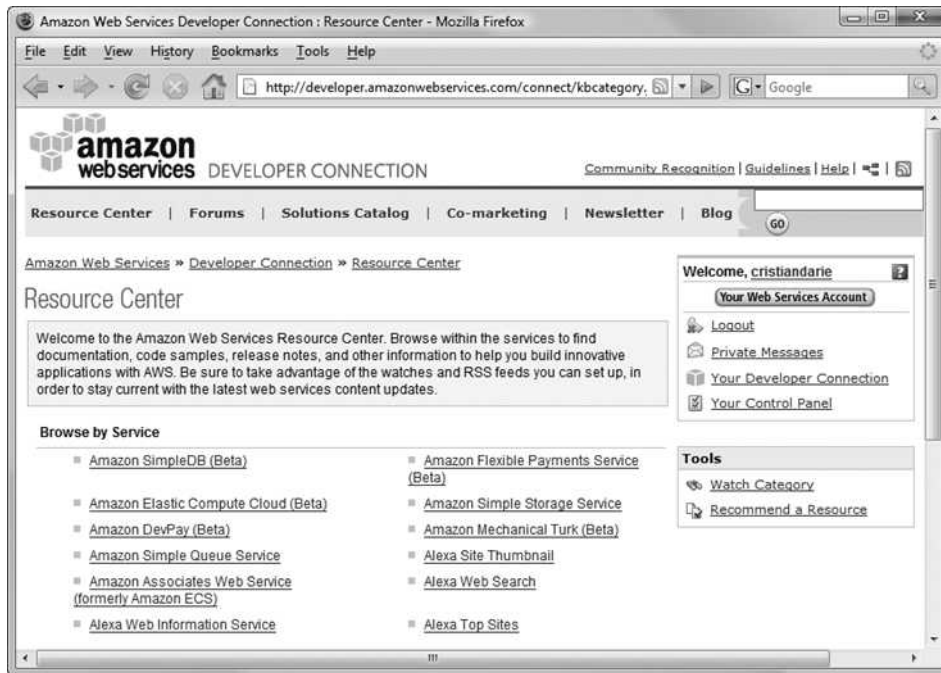 Amazon Web Services Developer Connection : Resource Center - Mozilla Firefox
File Edit View History Bookmarks Tools Help
http://developer.amazonwebservices.com/connect/kbcategory. G Google
amazon
webservices DEVELOPER CONNECTION
Community Recognition | Guidelines | Help | |
Resource Center | Forums | Solutions Catalog | Co-marketing | Newsletter | Blog
GO
Amazon Web Services » Developer Connection » Resource Center
Resource Center
Welcome to the Amazon Web Services Resource Center. Browse within the services to find
documentation, code samples, release notes, and other information to help you build innovative
applications with AWS. Be sure to take advantage of the watches and RSS feeds you can set up, in
order to stay current with the latest web services content updates.
Browse by Service
Amazon SimpleDB (Beta)
Amazon Elastic Compute Cloud (Beta)
Amazon DevPay (Beta)
Amazon Simple Queue Service
Amazon Associates Web Service
(formerly Amazon ECS)
Alexa Web Information Service
Amazon Flexible Payments Service
(Beta)
Amazon Simple Storage Service
Amazon Mechanical Turk (Beta)
Alexa Site Thumbnail
Alexa Web Search
Alexa Top Sites
Welcome, cristiandarie ?
Your Web Services Account
Logout
Private Messages
Your Developer Connection
Your Control Panel
Tools
Watch Category
Recommend a Resource